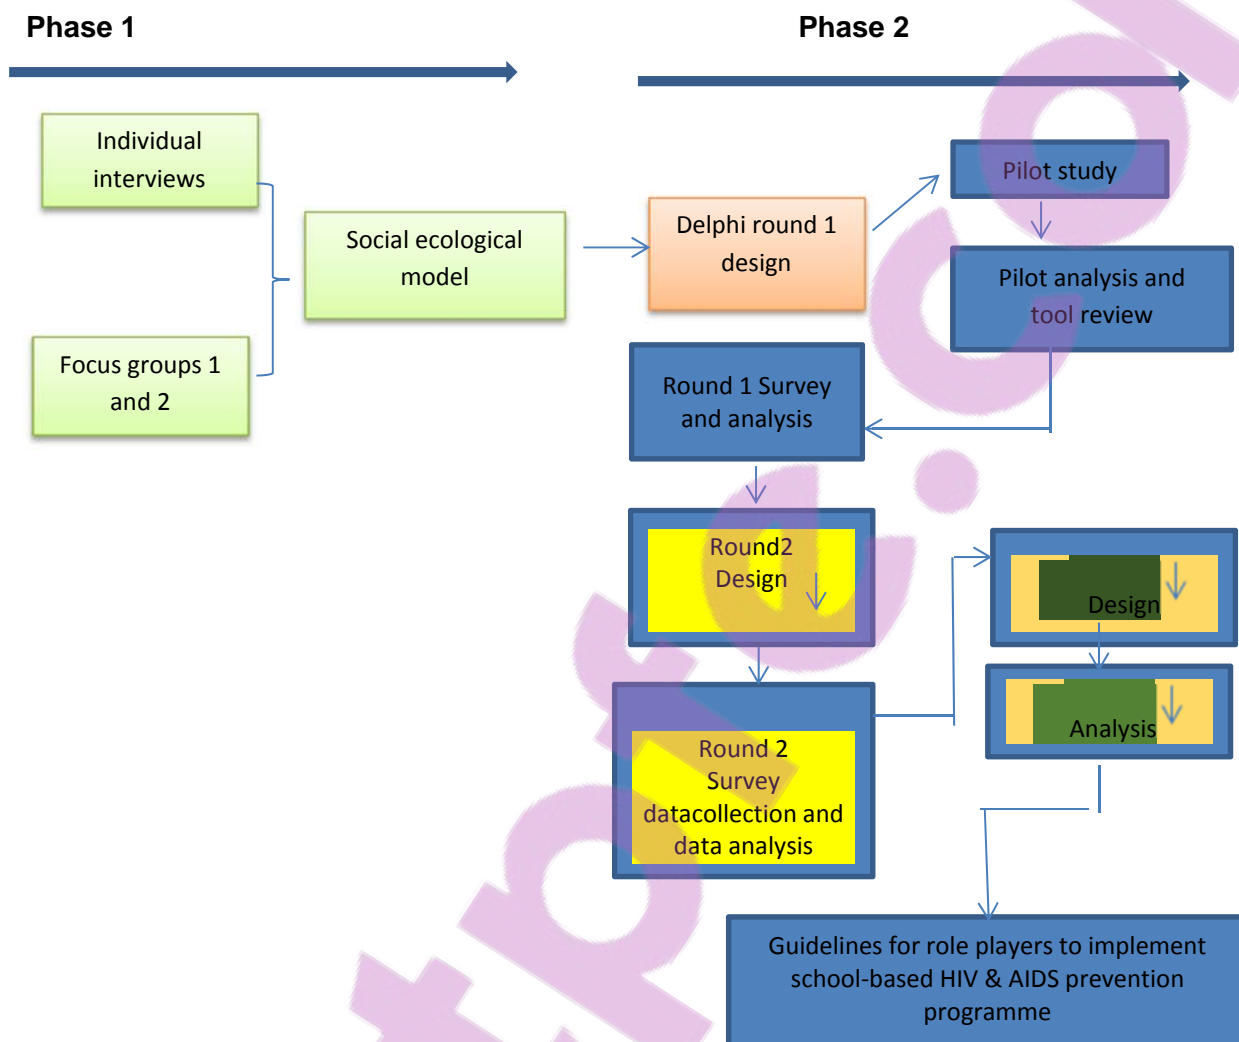 Phase 1
Phase 2
Individual
interviews
Focus groups 1
and 2
Social ecological
model
Delphi round 1
design
Pilot study
Pilot analysis and
tool review
Round 1 Survey
and analysis
Round2
Design
Round 2
Survey
datacollection and
data analysis
Design
Analysis
Guidelines for role players to implement
school-based HIV & AIDS prevention
programme